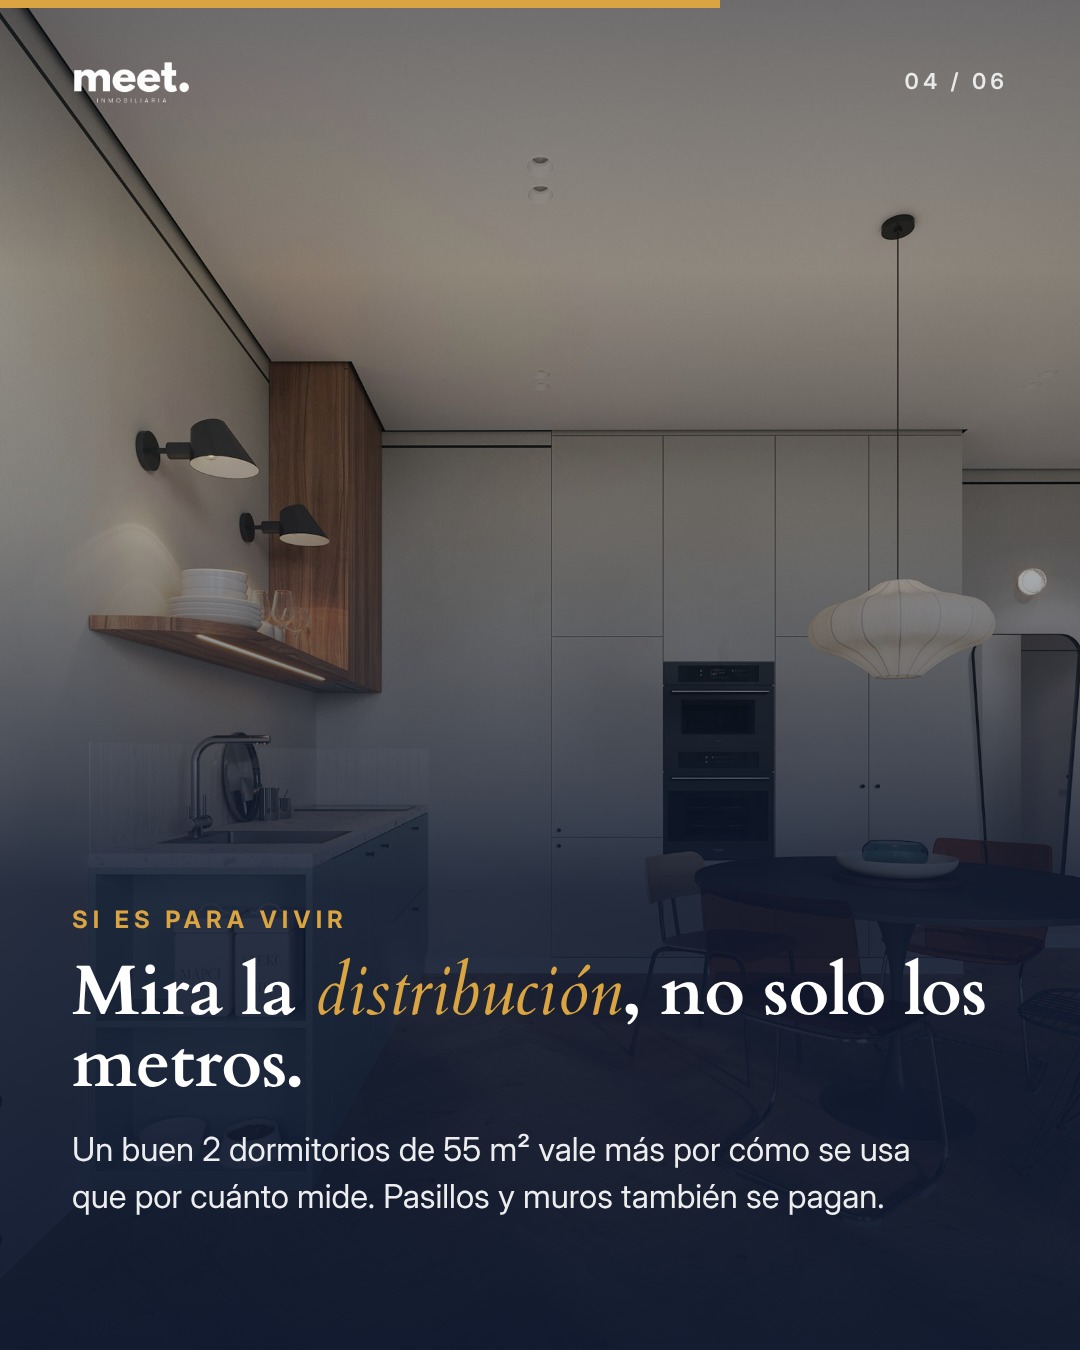 meet.
INMOBILIARIA
04 / 06
SI ES PARA VIVIR
Mira la distribución, no solo los
metros.
Un buen 2 dormitorios de 55 m² vale más por cómo se usa
que por cuánto mide. Pasillos y muros también se pagan.